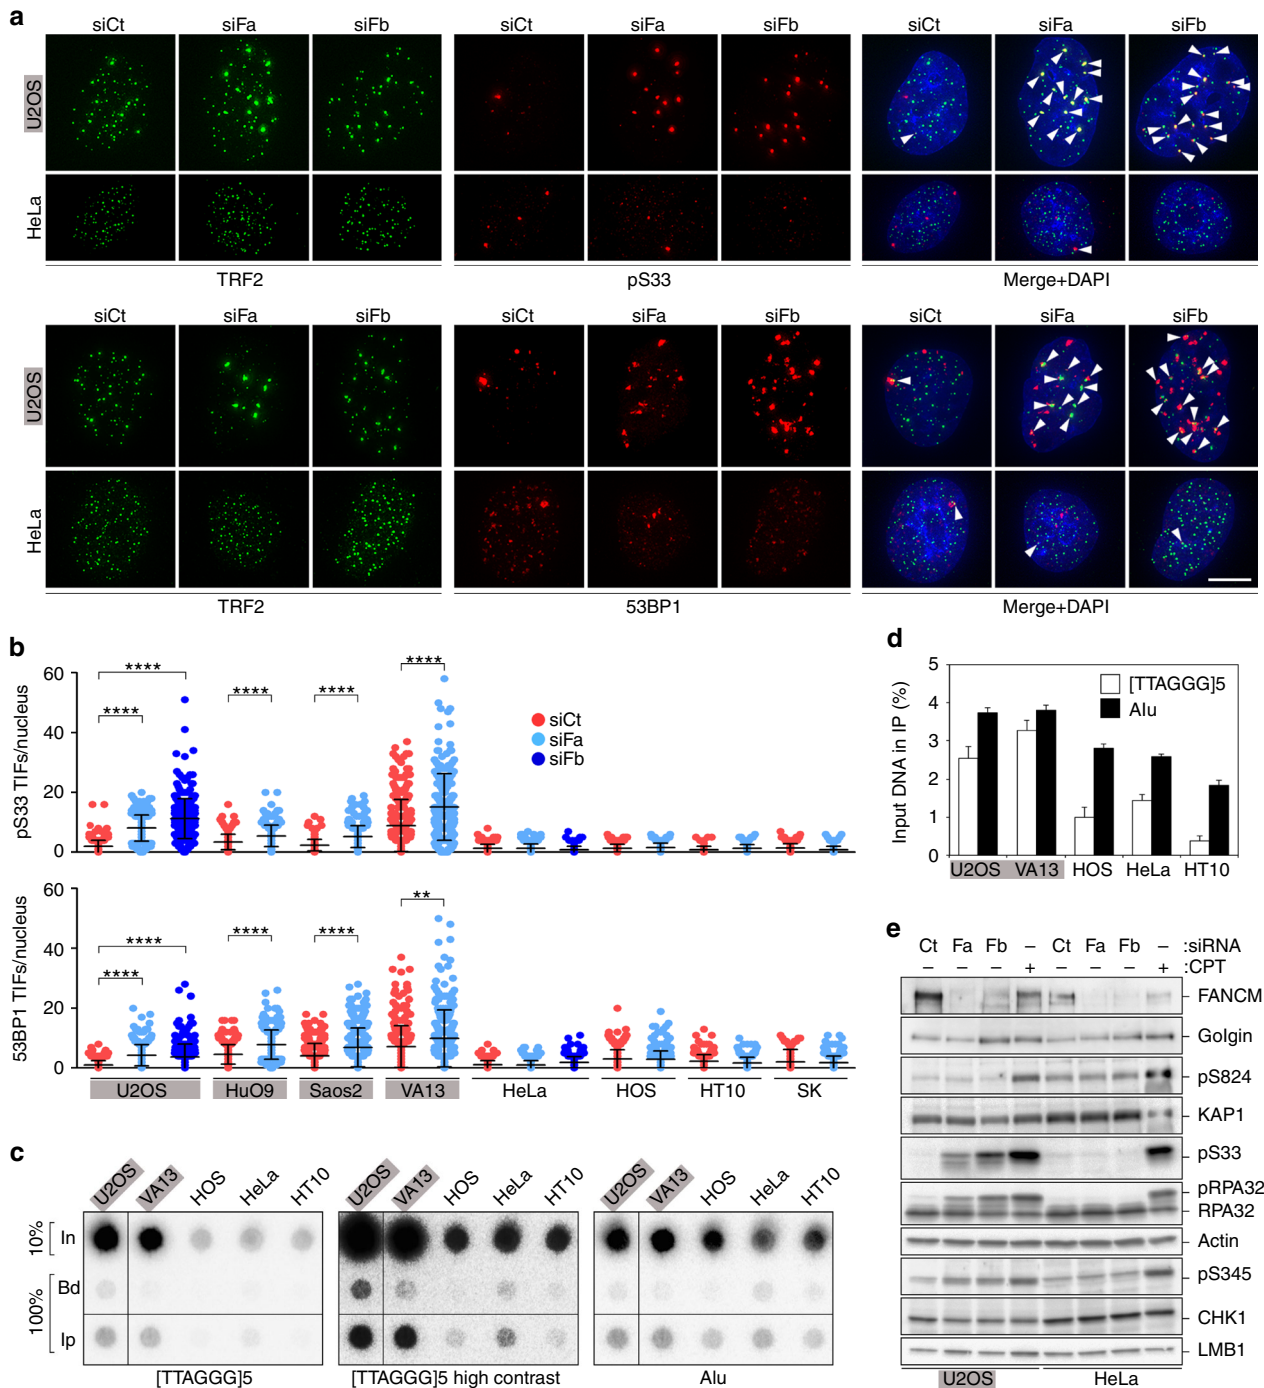 a
siCt siFa siFb siCt siFa siFb siCt siFa siFb
U2OS
HeLa
TRF2 pS33 Merge+DAPI
siCt siFa siFb siCt siFa siFb siCt siFa siFb
U2OS
HeLa
TRF2 53BP1 Merge+DAPI
b
pS33 TIFs/nucleus
60
40
20
0
**** **** **** **** ****
siCt
siFa
siFb
53BP1 TIFs/nucleus
60
40
20
0
**** **** **** **** **
U2OS HuO9 Saos2 VA13 HeLa HOS HT10 SK
c
U2OS VA13 HOS HeLa HT10 U2OS VA13 HOS HeLa HT10 U2OS VA13 HOS HeLa HT10
10% In
100% Bd
Ip
[TTAGGG]5 [TTAGGG]5 high contrast Alu
d
Input DNA in IP (%)
5
4
3
2
1
0
[TTAGGG]5
Alu
U2OS VA13 HOS HeLa HT10
e
Ct Fa Fb – Ct Fa Fb – :siRNA
– – – + – – – + :CPT
FANCM
Golgin
pS824
KAP1
pS33
pRPA32
RPA32
Actin
pS345
CHK1
LMB1
U2OS HeLa